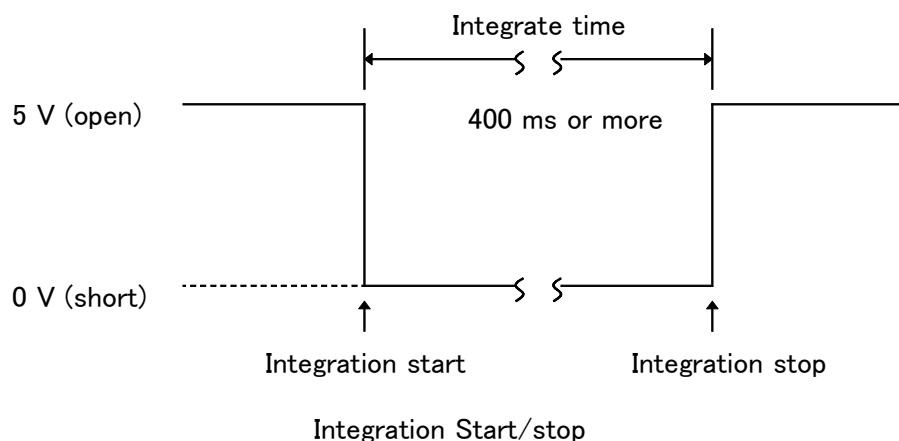 Integrate time
5 V (open)
400 ms or more
0 V (short)
Integration start
Integration stop
Integration Start/stop